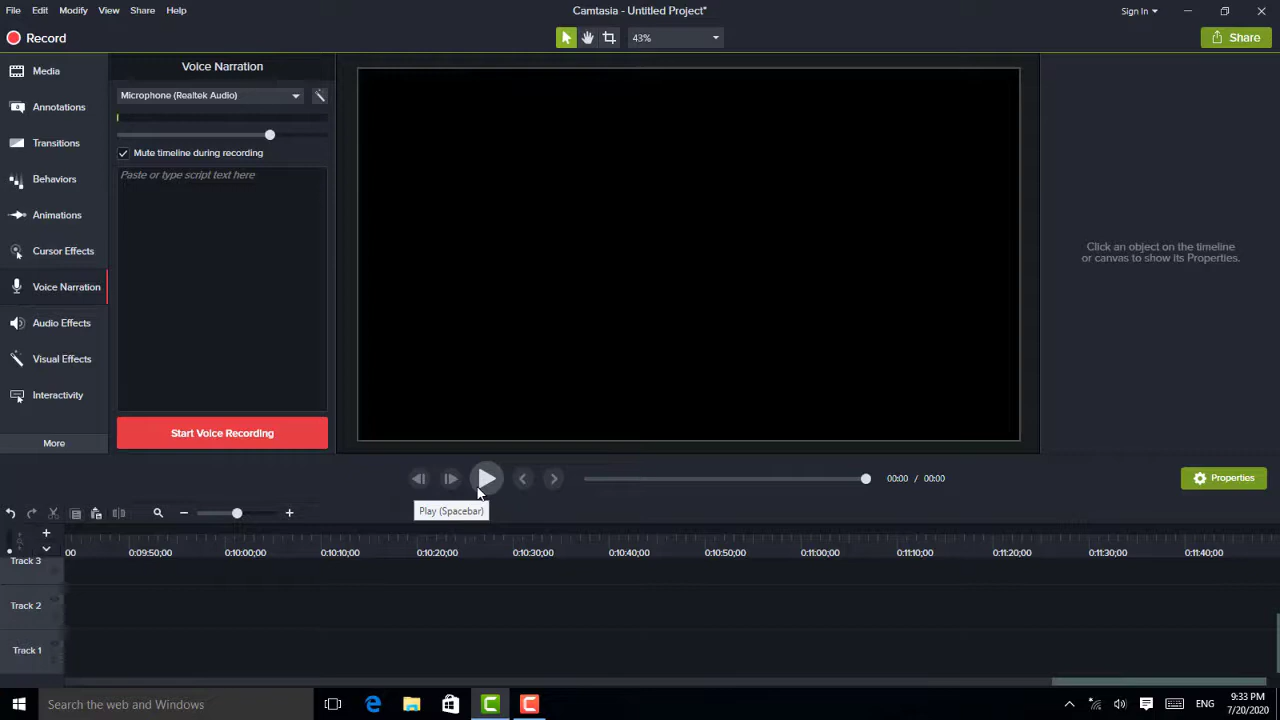 File Edit Modify View Share Help
Camtasia - Untitled Project*
Sign In
Record
43%
Share
Media
Annotations
Transitions
Behaviors
Animations
Cursor Effects
Voice Narration
Audio Effects
Visual Effects
Interactivity
More
Voice Narration
Microphone (Realtek Audio)
Mute timeline during recording
Paste or type script text here
Start Voice Recording
Click an object on the timeline
or canvas to show its Properties.
00:00 / 00:00
Properties
Play (Spacebar)
00 0:09:50;00 0:10:00;00 0:10:10;00 0:10:20;00 0:10:30;00 0:10:40;00 0:10:50;00 0:11:00;00 0:11:10;00 0:11:20;00 0:11:30;00 0:11:40;00
Track 3
Track 2
Track 1
Search the web and Windows
ENG
9:33 PM
7/20/2020